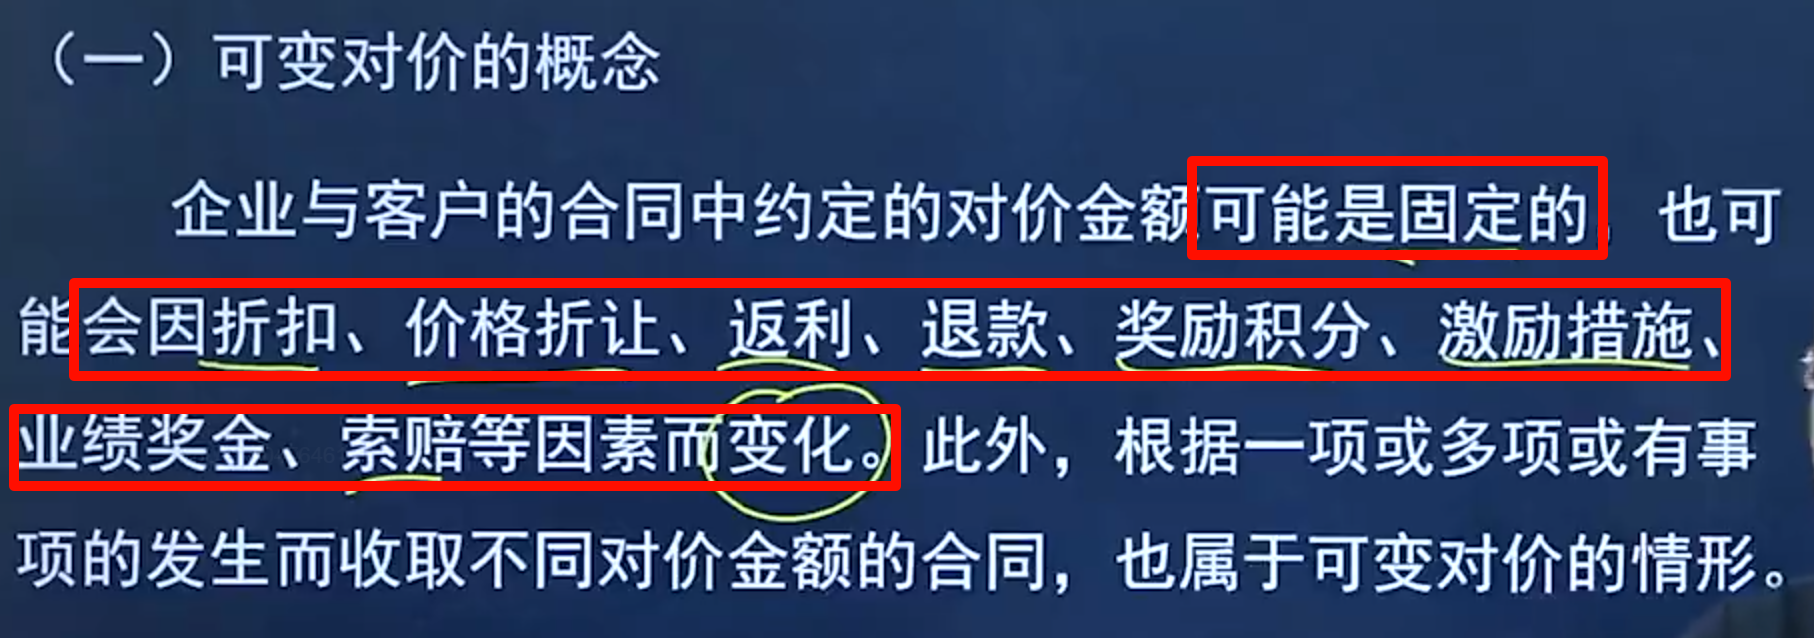 （一）可变对价的概念
企业与客户的合同中约定的对价金额可能是固定的，也可
能会因折扣、价格折让、返利、退款、奖励积分、激励措施、
业绩奖金、索赔等因素而变化。此外，根据一项或多项或有事
项的发生而收取不同对价金额的合同，也属于可变对价的情形。